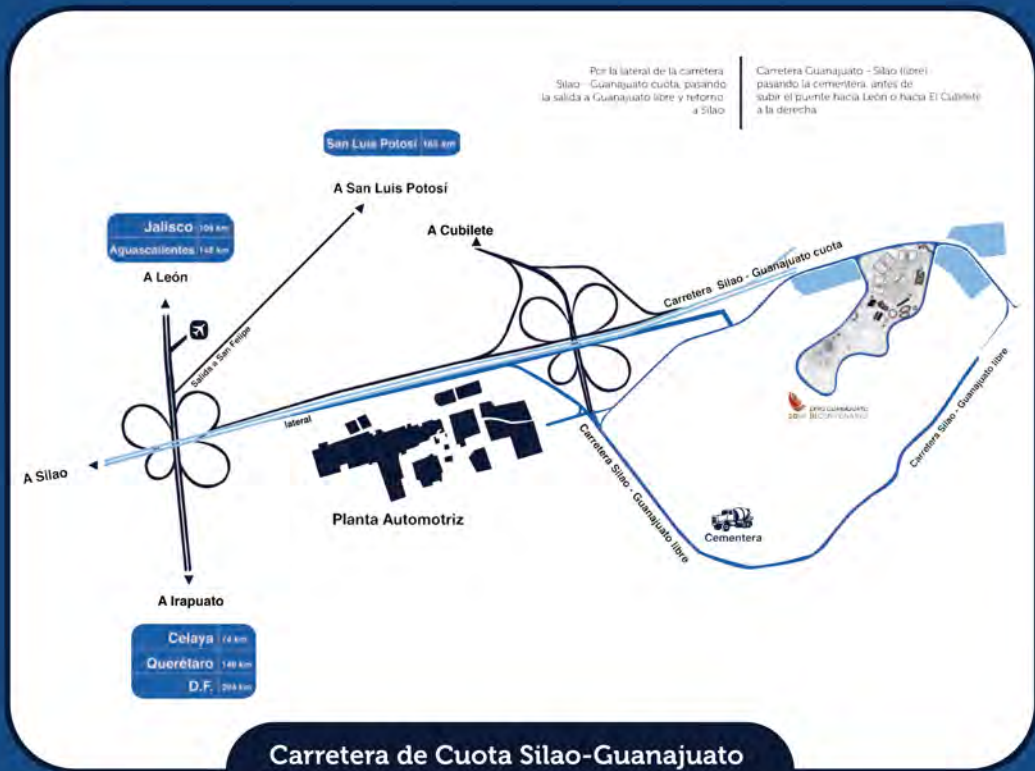 Por la lateral de la carretera
Silao - Guanajuato cuota, pasando
la salida a Guanajuato libre y retorno
a Silao
Carretera Guanajuato - Silao (libre)
pasando la cementera, antes de
subir el puente hacia León o hacia El Cubilete
a la derecha
San Luis Potosí
A San Luis Potosí
Jalisco
Aguascalientes
A León
A Cubilete
Carretera Silao - Guanajuato cuota
Salida a San Felipe
lateral
A Silao
Planta Automotriz
Carretera Silao - Guanajuato libre
Carretera Silao - Guanajuato libre
Cementera
A Irapuato
Celaya
Querétaro
D.F.
Carretera de Cuota Silao-Guanajuato